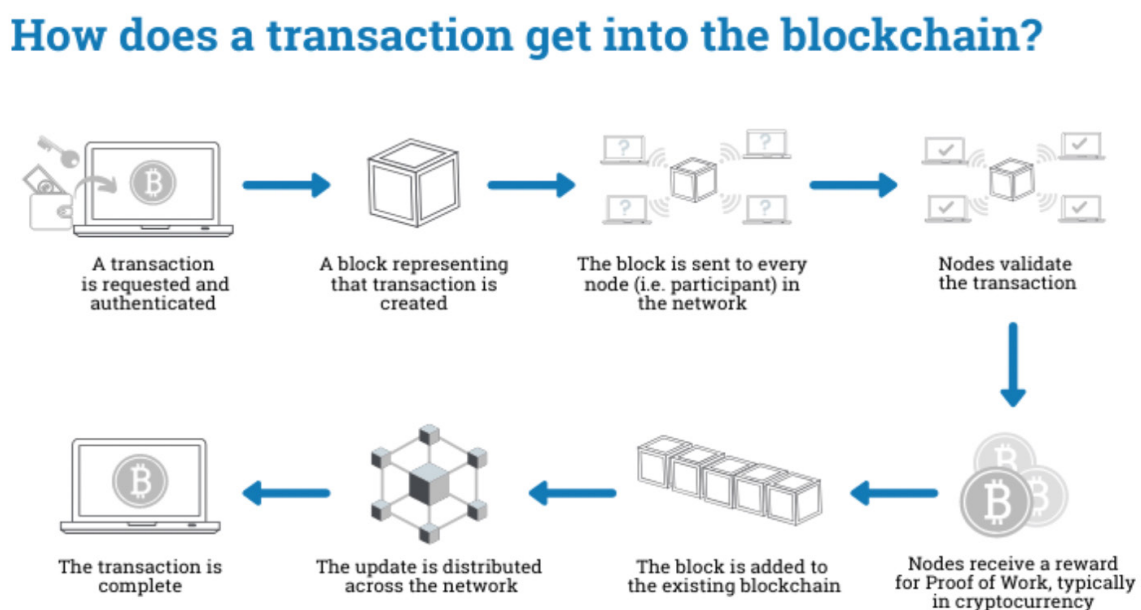 How does a transaction get into the blockchain?
A transaction
is requested and
authenticated
A block representing
that transaction is
created
The block is sent to every
node (i.e. participant) in
the network
Nodes validate
the transaction
Nodes receive a reward
for Proof of Work, typically
in cryptocurrency
The block is added to
the existing blockchain
The update is distributed
across the network
The transaction is
complete